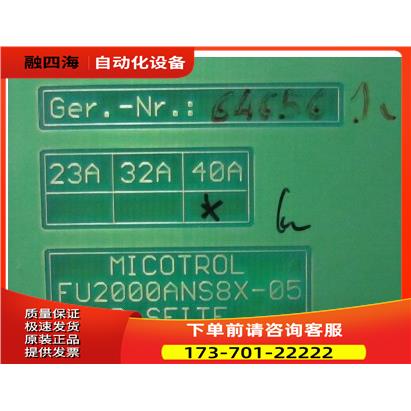 融四海 自动化设备
Ger.-Nr.: 64656
23A 32A 40A
MICOTROL
FU2000ANS8X-05
质量保证
极速发货
原装正品
提供发票
下单前请咨询客服
173-701-22222